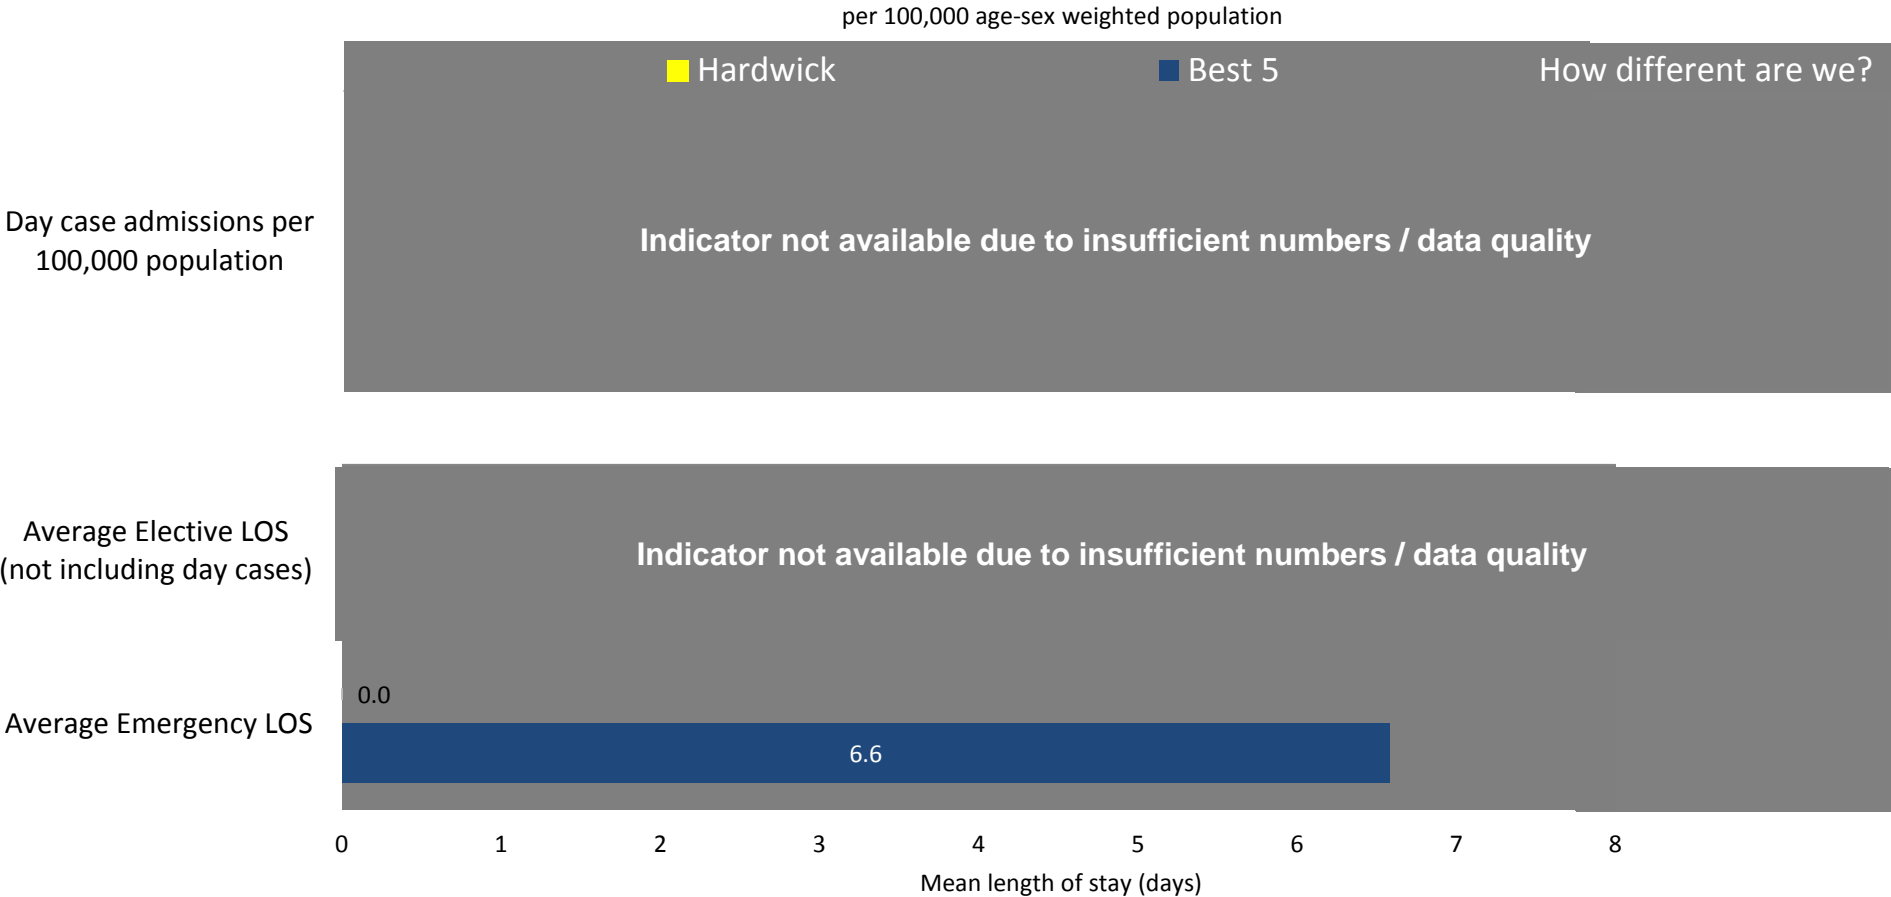 per 100,000 age-sex weighted population
Hardwick Best 5 How different are we?
Day case admissions per
100,000 population
Indicator not available due to insufficient numbers / data quality
Average Elective LOS
(not including day cases)
Indicator not available due to insufficient numbers / data quality
Average Emergency LOS
0.0
6.6
0 1 2 3 4 5 6 7 8
Mean length of stay (days)